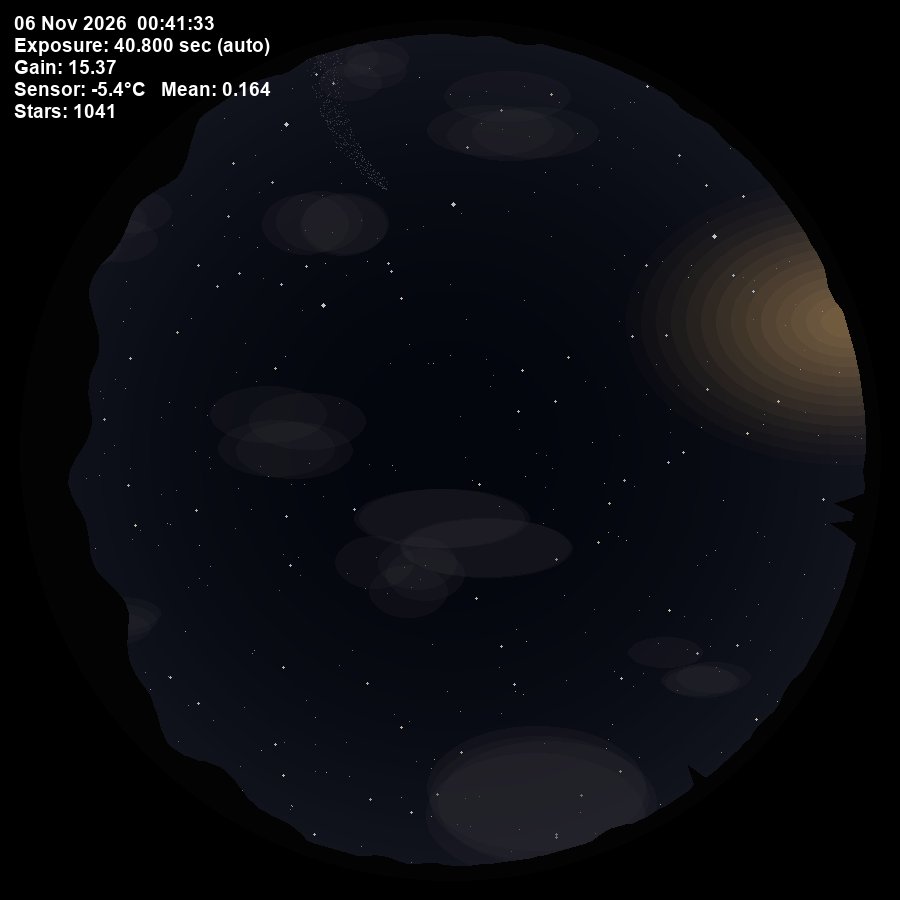 06 Nov 2026  00:41:33
Exposure: 40.800 sec (auto)
Gain: 15.37
Sensor: -5.4°C   Mean: 0.164
Stars: 1041